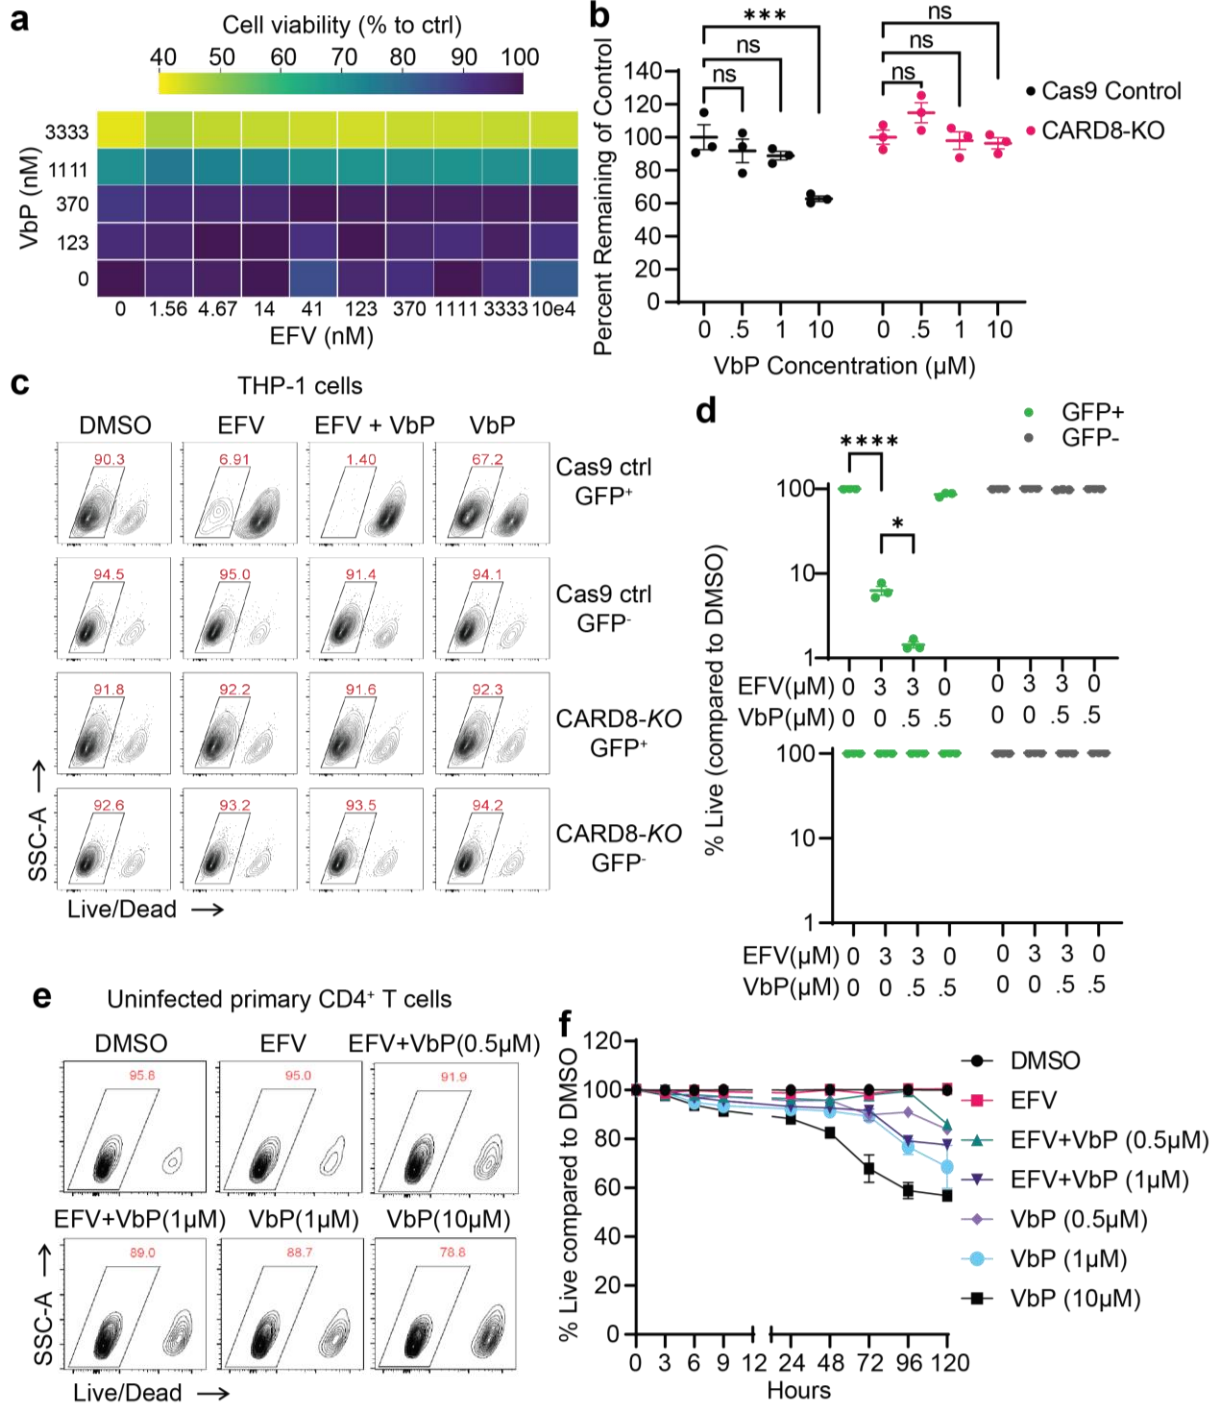 a
Cell viability (% to ctrl)
40 50 60 70 80 90 100
VbP (nM)
3333
1111
370
123
0
0 1.56 4.67 14 41 123 370 1111 3333 10e4
EFV (nM)
b
*** ns
ns ns
ns ns
Percent Remaining of Control
140
120
100
80
60
40
20
0
0 .5 1 10 0 .5 1 10
VbP Concentration (µM)
Cas9 Control
CARD8-KO
c
THP-1 cells
DMSO EFV EFV + VbP VbP
90.3 6.91 1.40 67.2
Cas9 ctrl
GFP+
94.5 95.0 91.4 94.1
Cas9 ctrl
GFP-
91.8 92.2 91.6 92.3
CARD8-KO
GFP+
92.6 93.2 93.5 94.2
CARD8-KO
GFP-
SSC-A
Live/Dead
d
GFP+
GFP-
****
*
% Live (compared to DMSO)
100
10
1
EFV(µM) 0 3 3 0 0 3 3 0
VbP(µM) 0 0 .5 .5 0 0 .5 .5
100
10
1
EFV(µM) 0 3 3 0 0 3 3 0
VbP(µM) 0 0 .5 .5 0 0 .5 .5
e
Uninfected primary CD4+ T cells
DMSO EFV EFV+VbP(0.5µM)
95.8 95.0 91.9
EFV+VbP(1µM) VbP(1µM) VbP(10µM)
89.0 88.7 78.8
SSC-A
Live/Dead
f
% Live compared to DMSO
120
100
80
60
40
20
0
0 3 6 9 12 24 48 72 96 120
Hours
DMSO
EFV
EFV+VbP (0.5µM)
EFV+VbP (1µM)
VbP (0.5µM)
VbP (1µM)
VbP (10µM)